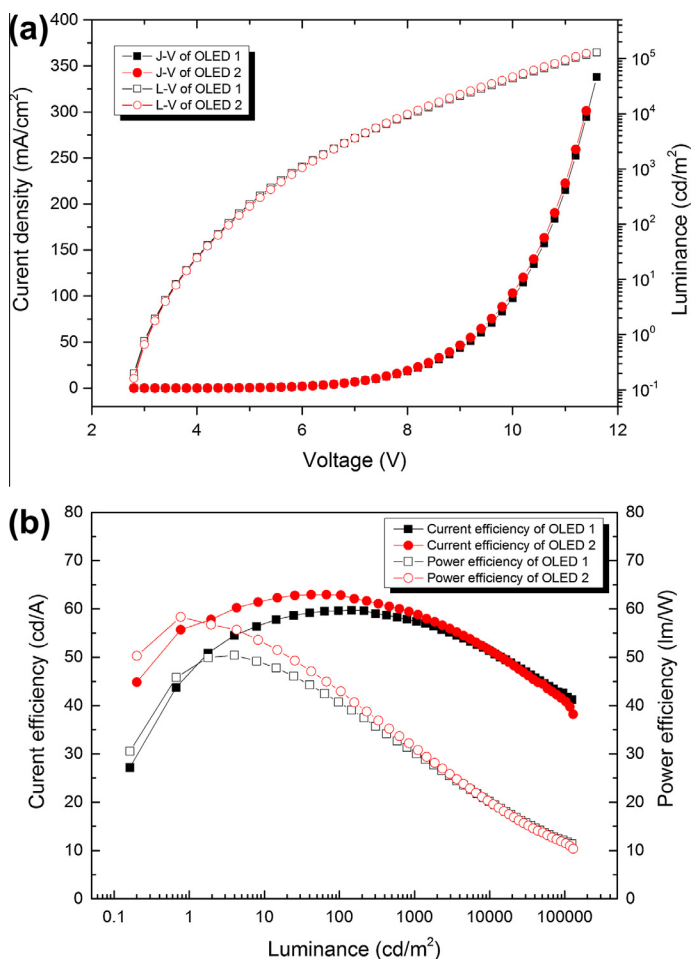 (a)
400
350
300
250
200
150
100
50
0
Curent density (mA/cm²)
J-V of OLED 1
J-V of OLED 2
L-V of OLED 1
L-V of OLED 2
10⁵
10⁴
10³
10²
10¹
10⁰
10⁻¹
Luminance (cd/m²)
2 4 6 8 10 12
Voltage (V)
(b)
80
70
60
50
40
30
20
10
0
Curent efficiency (cd/A)
Current efficiency of OLED 1
Current efficiency of OLED 2
Power efficiency of OLED 1
Power efficiency of OLED 2
80
70
60
50
40
30
20
10
0
Power efficiency (lm/W)
0.1 1 10 100 1000 10000 100000
Luminance (cd/m²)